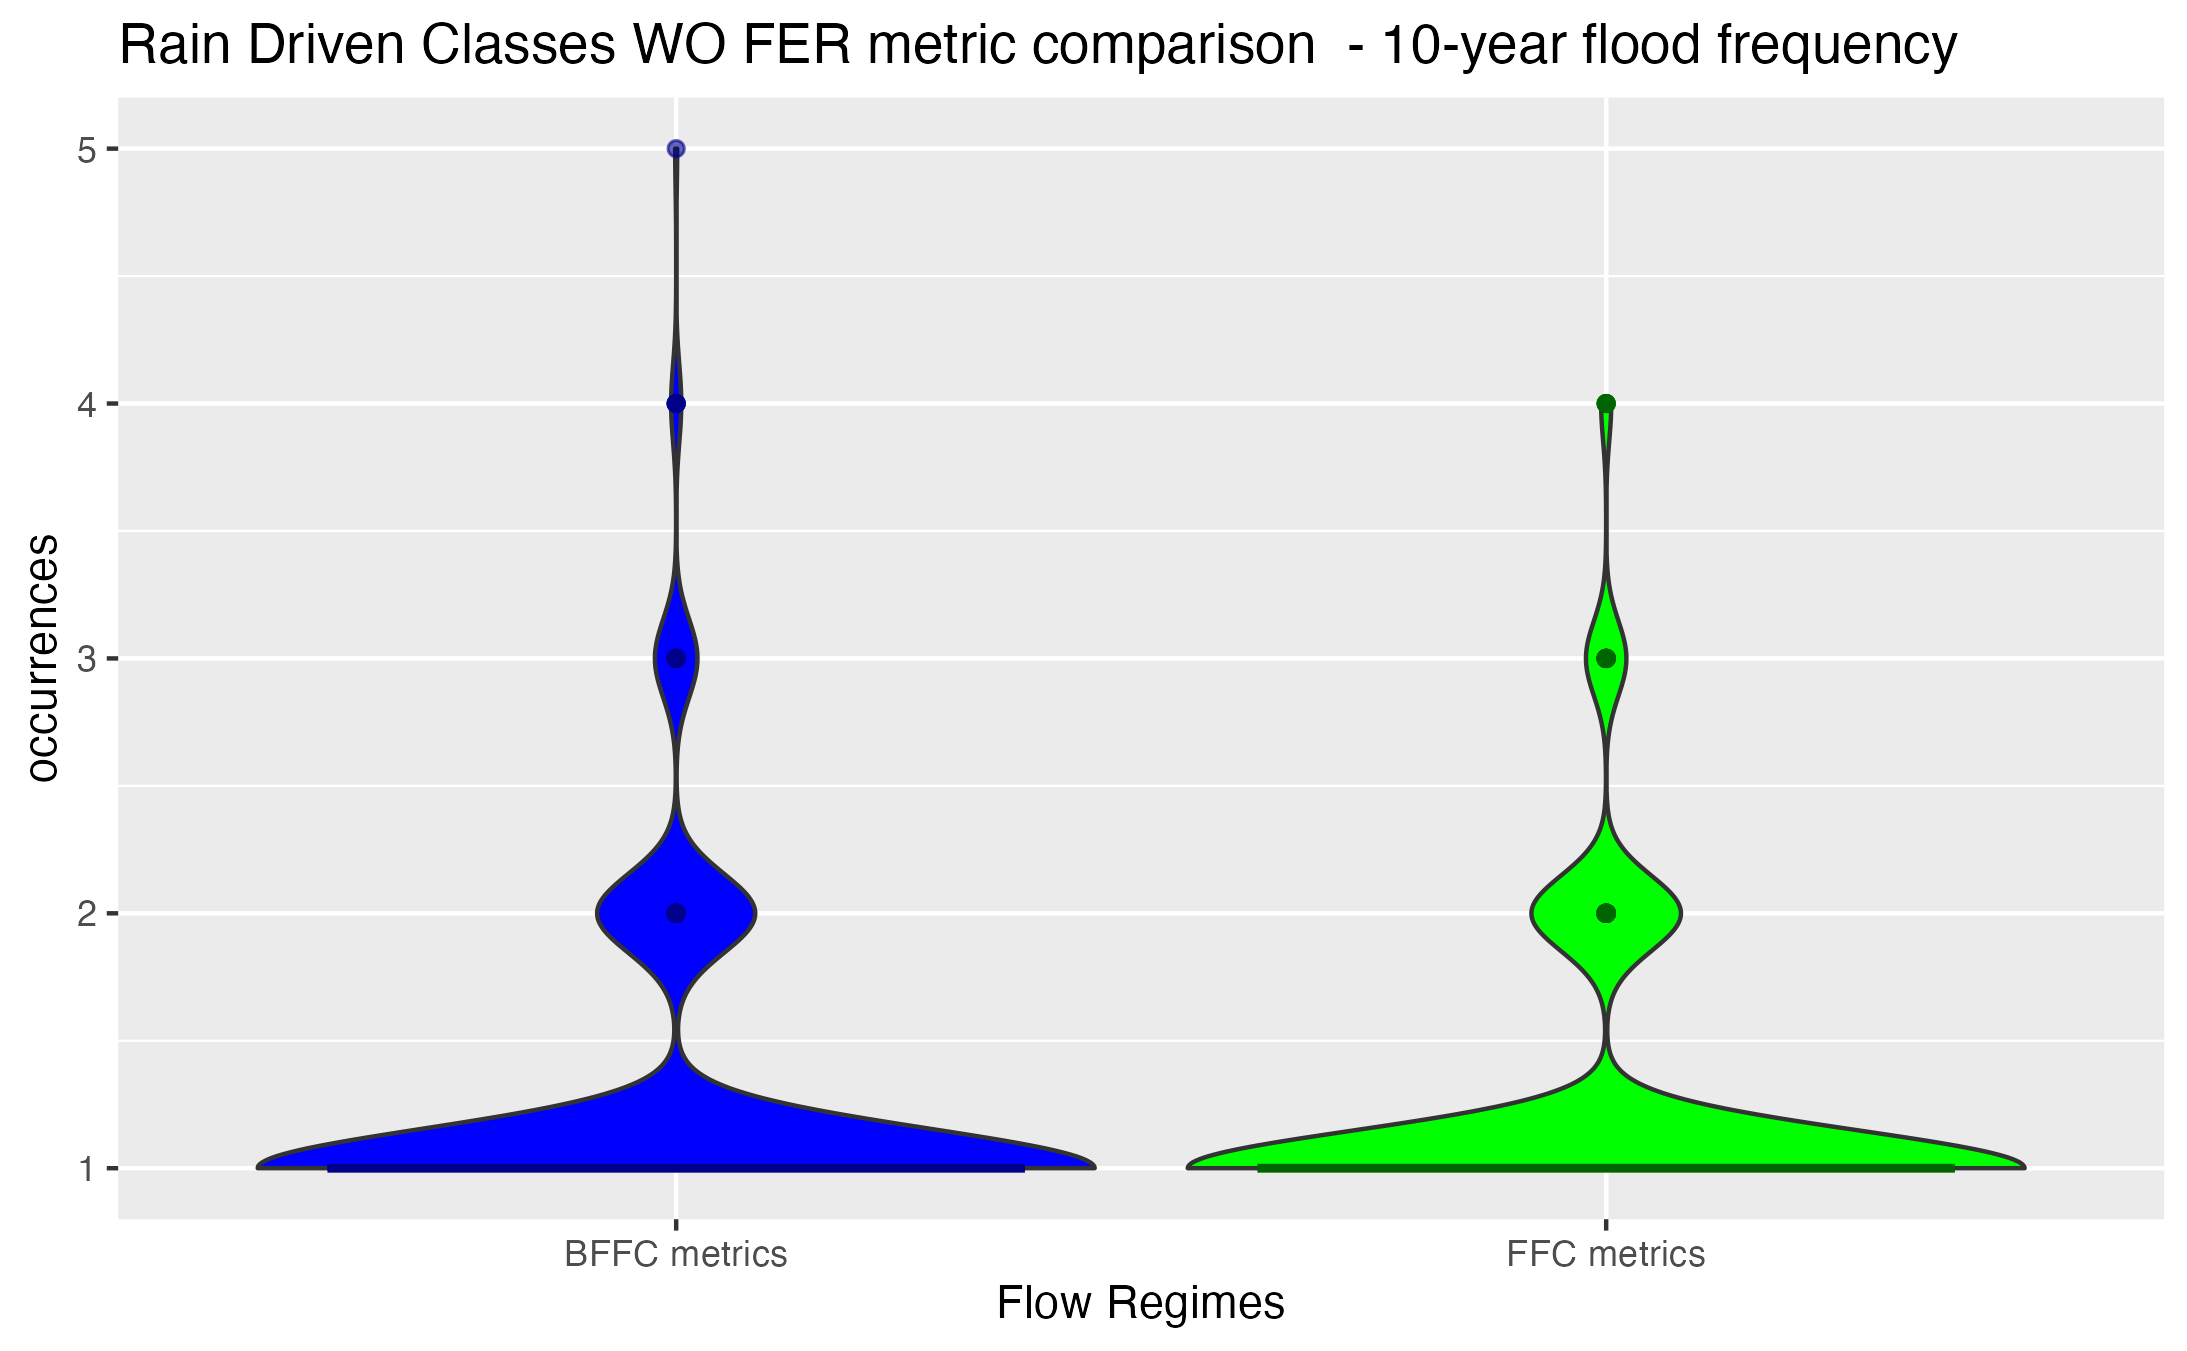 Rain Driven Classes WO FER metric comparison  - 10-year flood frequency
5
4
3
2
1
occurrences
BFFC metrics
FFC metrics
Flow Regimes